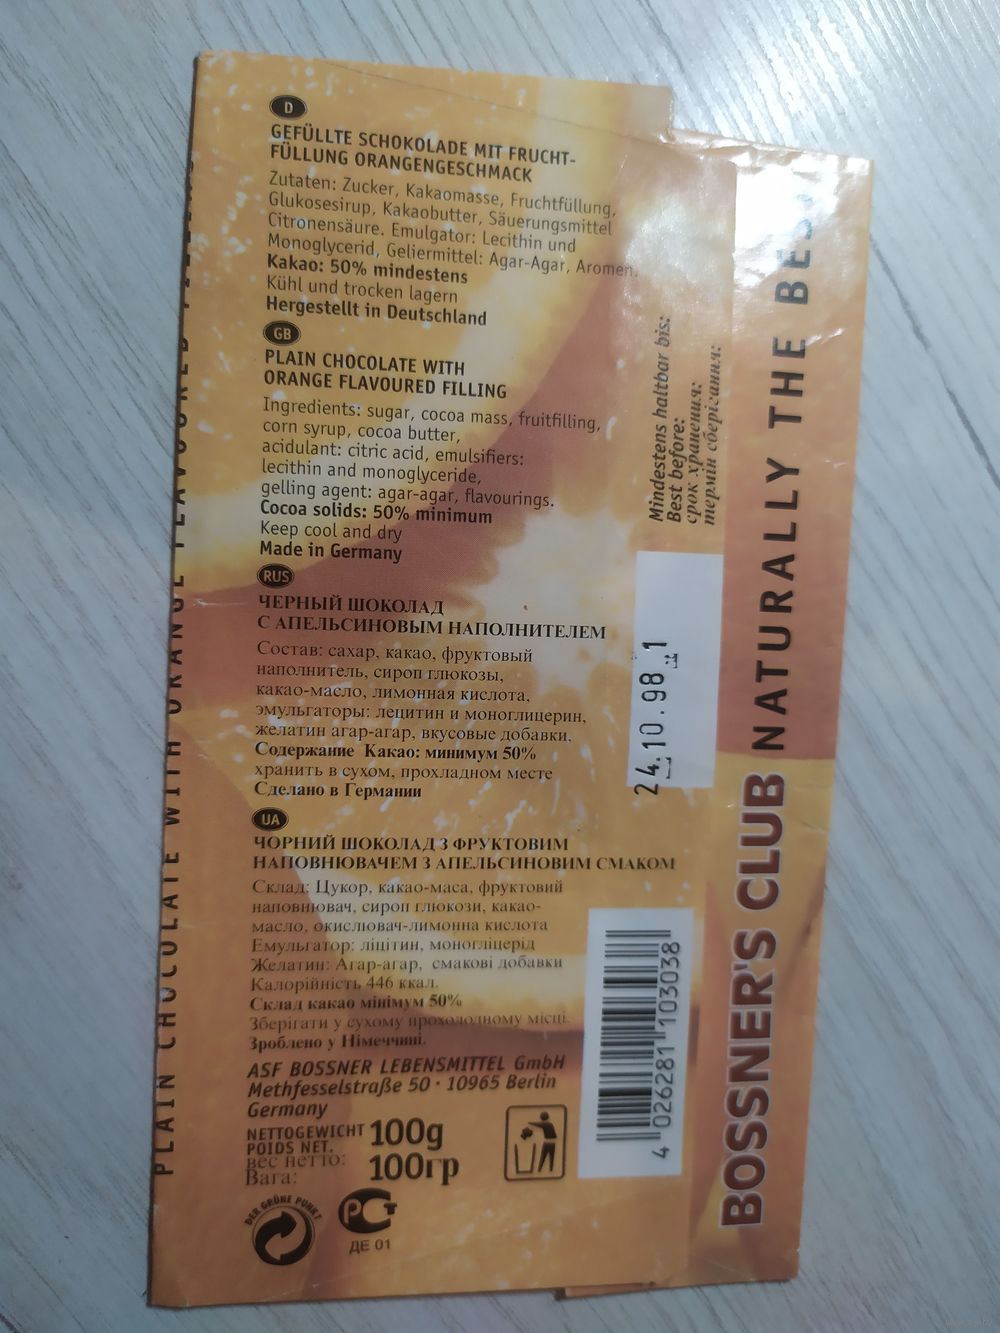 D
GEFÜLLTE SCHOKOLADE MIT FRUCHT-
FÜLLUNG ORANGENGESCHMACK
Zutaten: Zucker, Kakaomasse, Fruchtfüllung,
Glukosesirup, Kakaobutter, Säuerungsmittel
Citronensäure. Emulgator: Lecithin und
Monoglycerid, Geliermittel: Agar-Agar, Aromen.
Kakao: 50% mindestens
Kühl und trocken lagern
Hergestellt in Deutschland
GB
PLAIN CHOCOLATE WITH
ORANGE FLAVOURED FILLING
Ingredients: sugar, cocoa mass, fruitfilling,
corn syrup, cocoa butter,
acidulant: citric acid, emulsifiers:
lecithin and monoglyceride,
gelling agent: agar-agar, flavourings.
Cocoa solids: 50% minimum
Keep cool and dry
Made in Germany
RUS
ЧЕРНЫЙ ШОКОЛАД
С АПЕЛЬСИНОВЫМ НАПОЛНИТЕЛЕМ
Состав: сахар, какао, фруктовый
наполнитель, сироп глюкозы,
какао-масло, лимонная кислота,
эмульгаторы: лецитин и моноглицерин,
желатин агар-агар, вкусовые добавки.
Содержание Какао: минимум 50%
хранить в сухом, прохладном месте
Сделано в Германии
UA
ЧОРНИЙ ШОКОЛАД З ФРУКТОВИМ
НАПОВНЮВАЧЕМ З АПЕЛЬСИНОВИМ СМАКОМ
Склад: Цукор, какао-маса, фруктовий
наповнювач, сироп глюкози, какао-
масло, окислювач-лимонна кислота
Емульгатор: ліцітин, моногліцерід
Желатин: Агар-агар, смакові добавки
Калорійність 446 ккал.
Склад какао мінімум 50%
Зберігати у сухому прохолодному місці.
Зроблено у Німеччині.
ASF BOSSNER LEBENSMITTEL GmbH
Methfesselstraße 50 · 10965 Berlin
Germany
NETTOGEWICHT 100g
POIDS NET.
вес нетто: 100гр
Вага:
DER GRÜNE PUNKT
РСТ
ДЕ 01
Mindestens haltbar bis:
Best before:
срок хранения:
термін сберігання:
24.10.98 1
4 026281 103038
BOSSNER'S CLUB NATURALLY THE BEST
PLAIN CHOCOLATE WITH ORANGE FLAVOURED